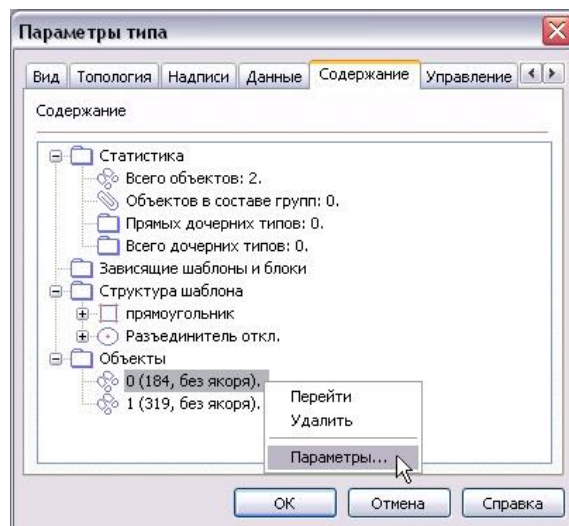 Параметры типа
Вид Топология Надписи Данные Содержание Управление
Содержание
Статистика
Всего объектов: 2.
Объектов в составе групп: 0.
Прямых дочерних типов: 0.
Всего дочерних типов: 0.
Зависящие шаблоны и блоки
Структура шаблона
прямоугольник
Разъединитель откл.
Объекты
0 (184, без якоря).
1 (319, без якоря).
Перейти
Удалить
Параметры...
ОК Отмена Справка